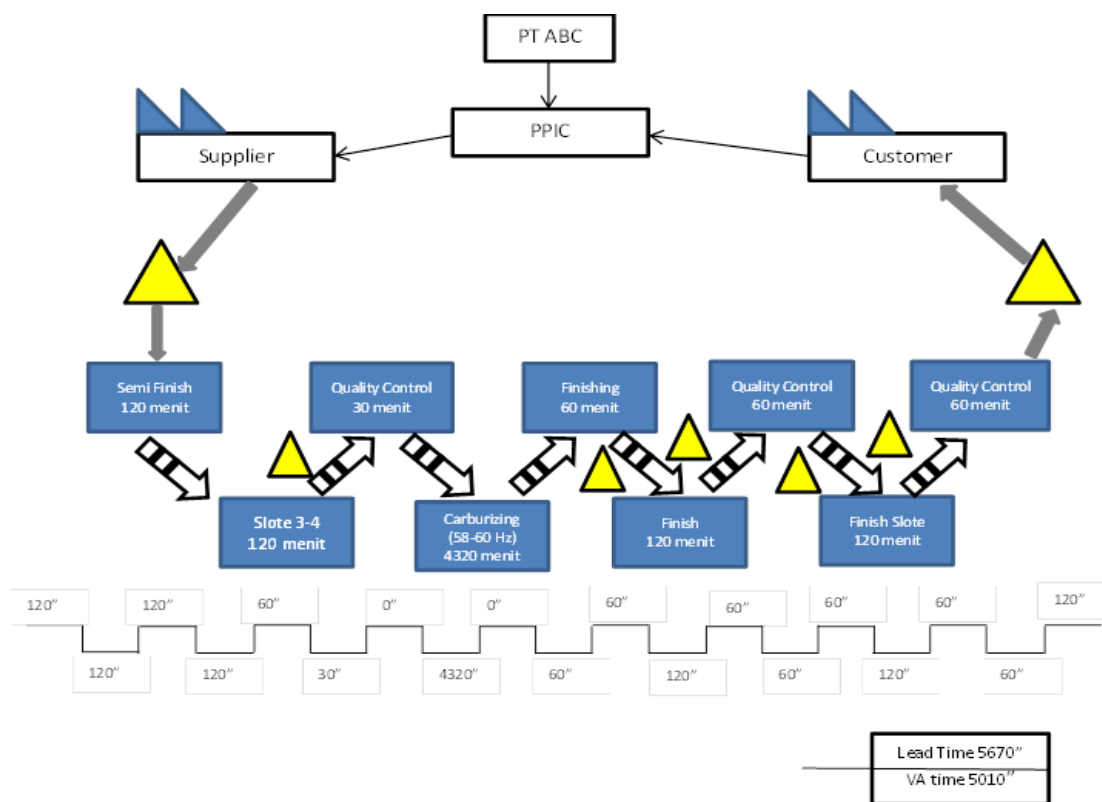 PT ABC
PPIC
Supplier
Customer
Semi Finish
120 menit
Quality Control
30 menit
Finishing
60 menit
Quality Control
60 menit
Quality Control
60 menit
Slote 3-4
120 menit
Carburizing
(58-60 Hz)
4320 menit
Finish
120 menit
Finish Slote
120 menit
120” 120” 60” 0” 0” 60” 60” 60” 60” 120”
120” 120” 30” 4320” 60” 120” 60” 120” 60”
Lead Time 5670”
VA time 5010”